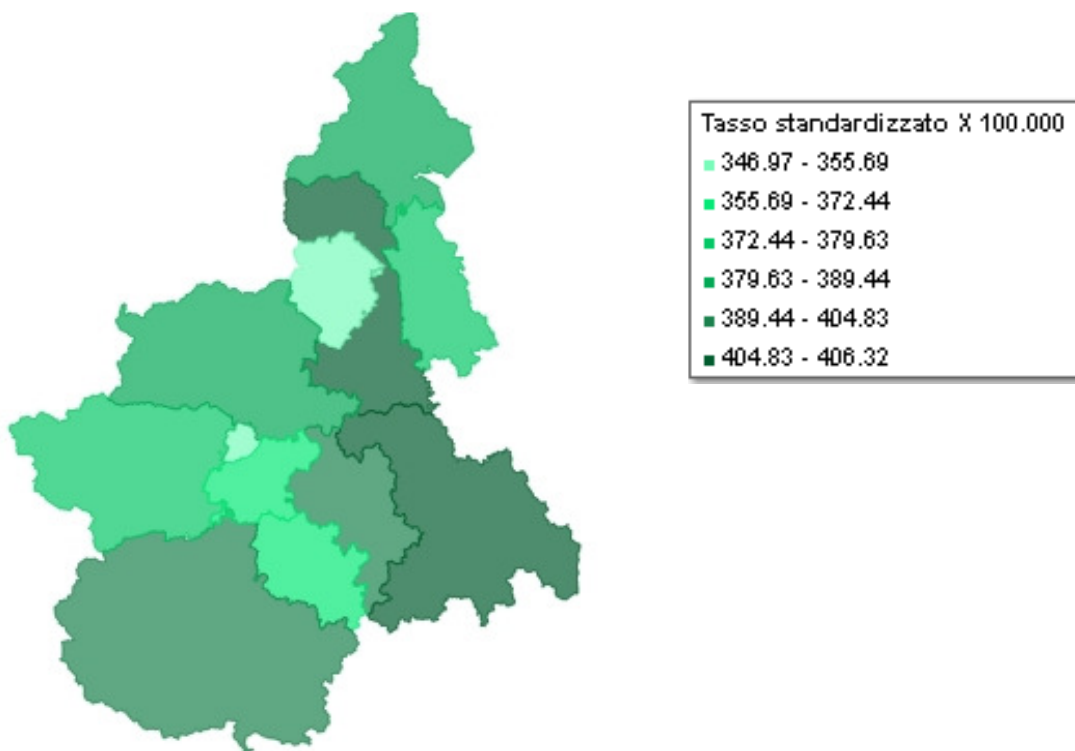 Tasso standardizzato X 100.000
346.97 - 355.69
355.69 - 372.44
372.44 - 379.63
379.63 - 389.44
389.44 - 404.83
404.83 - 406.32